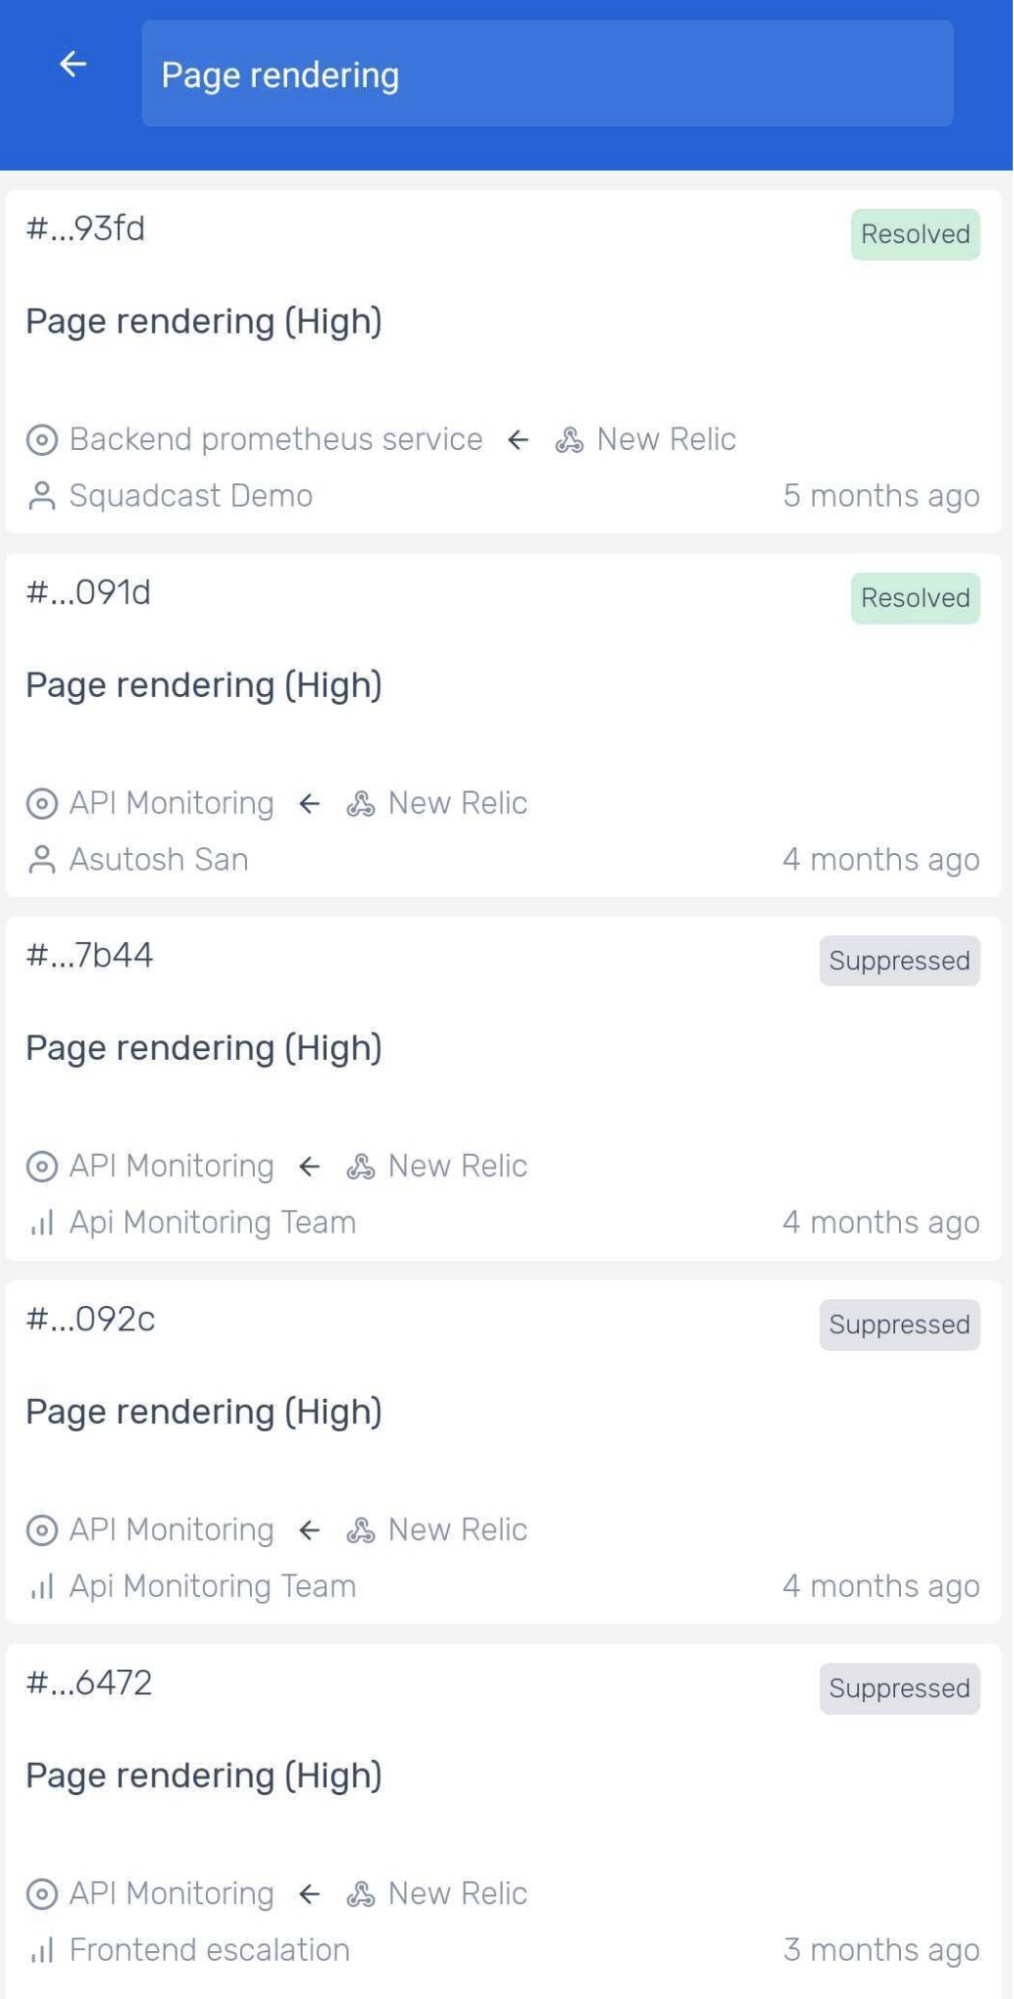 Page rendering
#...93fd
Resolved
Page rendering (High)
Backend prometheus service ← New Relic
Squadcast Demo 5 months ago
#...091d
Resolved
Page rendering (High)
API Monitoring ← New Relic
Asutosh San 4 months ago
#...7b44
Suppressed
Page rendering (High)
API Monitoring ← New Relic
Api Monitoring Team 4 months ago
#...092c
Suppressed
Page rendering (High)
API Monitoring ← New Relic
Api Monitoring Team 4 months ago
#...6472
Suppressed
Page rendering (High)
API Monitoring ← New Relic
Frontend escalation 3 months ago